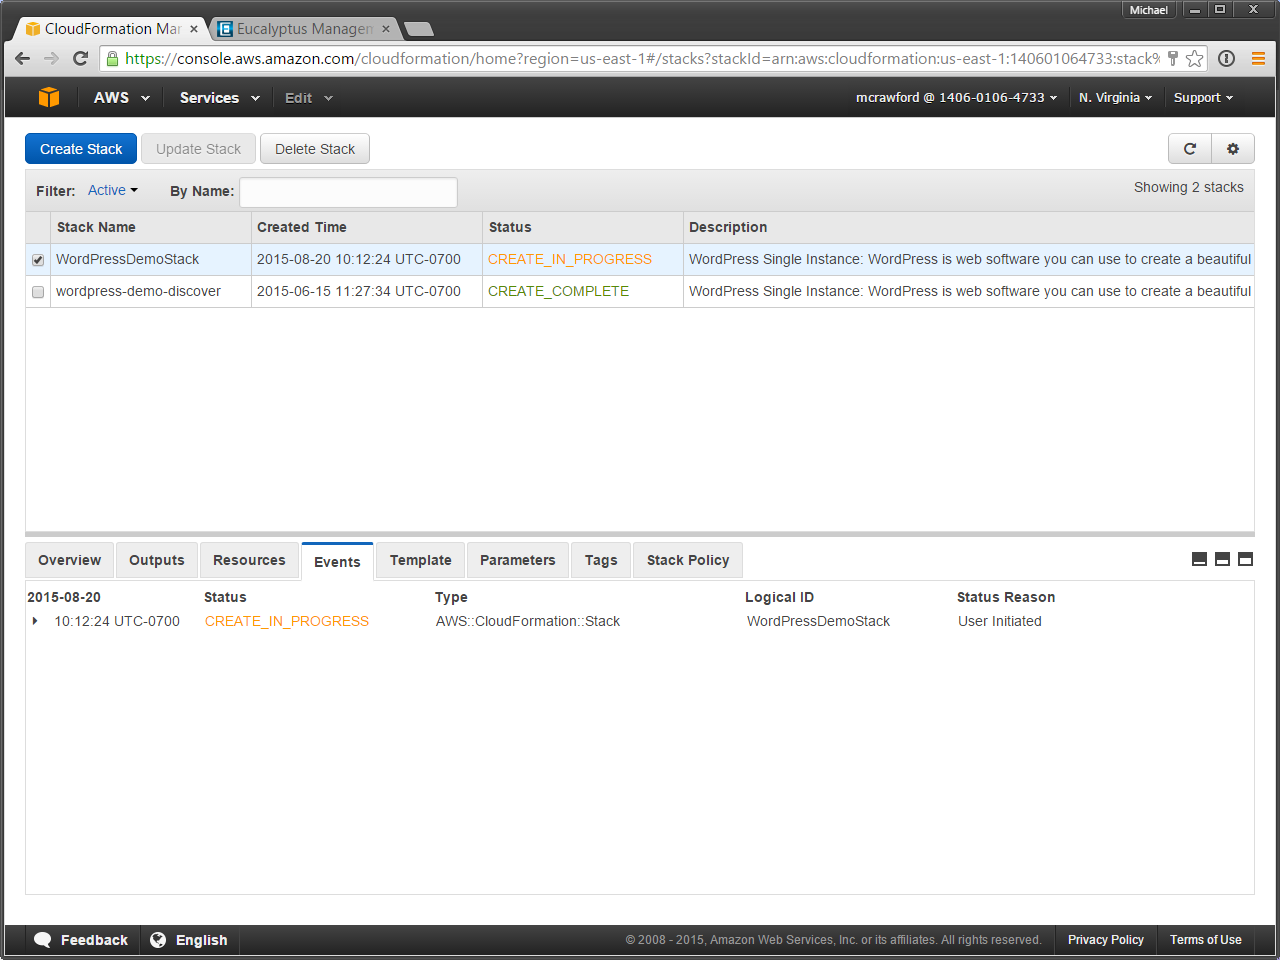 Michael
CloudFormation Mar
Eucalyptus Managem
https://console.aws.amazon.com/cloudformation/home?region=us-east-1#/stacks?stackId=arn:aws:cloudformation:us-east-1:140601064733:stack%
AWS Services Edit mcrawford @ 1406-0106-4733 N. Virginia Support
Create Stack Update Stack Delete Stack
Filter: Active By Name: Showing 2 stacks
Stack Name Created Time Status Description
WordPressDemoStack 2015-08-20 10:12:24 UTC-0700 CREATE_IN_PROGRESS WordPress Single Instance: WordPress is web software you can use to create a beautiful
wordpress-demo-discover 2015-06-15 11:27:34 UTC-0700 CREATE_COMPLETE WordPress Single Instance: WordPress is web software you can use to create a beautiful
Overview Outputs Resources Events Template Parameters Tags Stack Policy
2015-08-20 Status Type Logical ID Status Reason
10:12:24 UTC-0700 CREATE_IN_PROGRESS AWS::CloudFormation::Stack WordPressDemoStack User Initiated
Feedback English © 2008 - 2015, Amazon Web Services, Inc. or its affiliates. All rights reserved. Privacy Policy Terms of Use